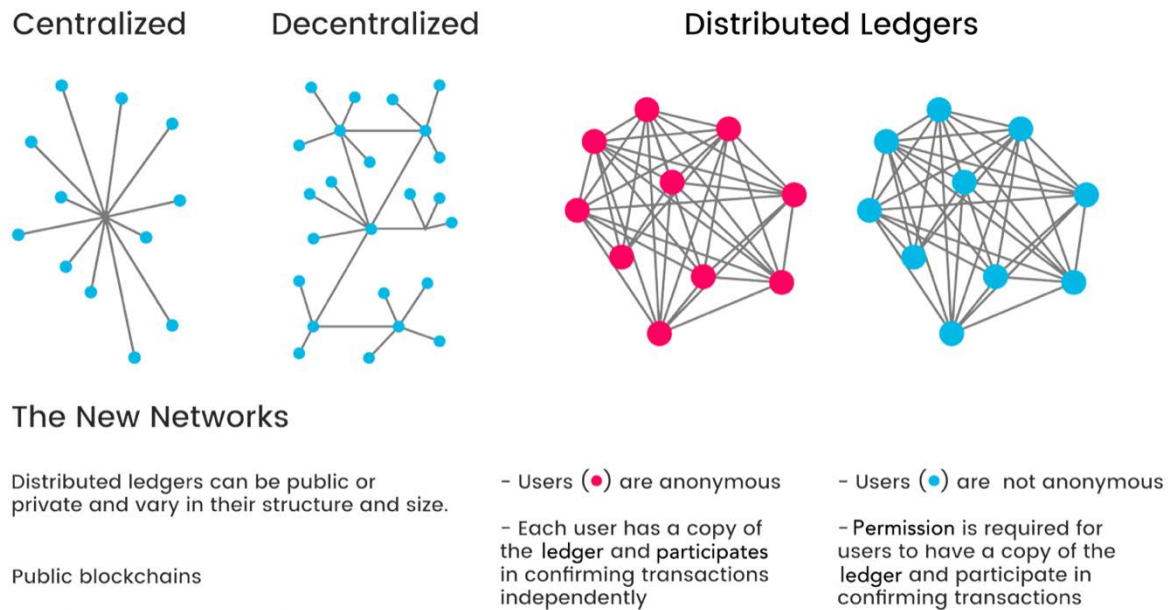 Centralized
Decentralized
Distributed Ledgers
The New Networks
Distributed ledgers can be public or
private and vary in their structure and size.
Public blockchains
- Users (●) are anonymous
- Each user has a copy of
the ledger and participates
in confirming transactions
independently
- Users (●) are not anonymous
- Permission is required for
users to have a copy of the
ledger and participate in
confirming transactions